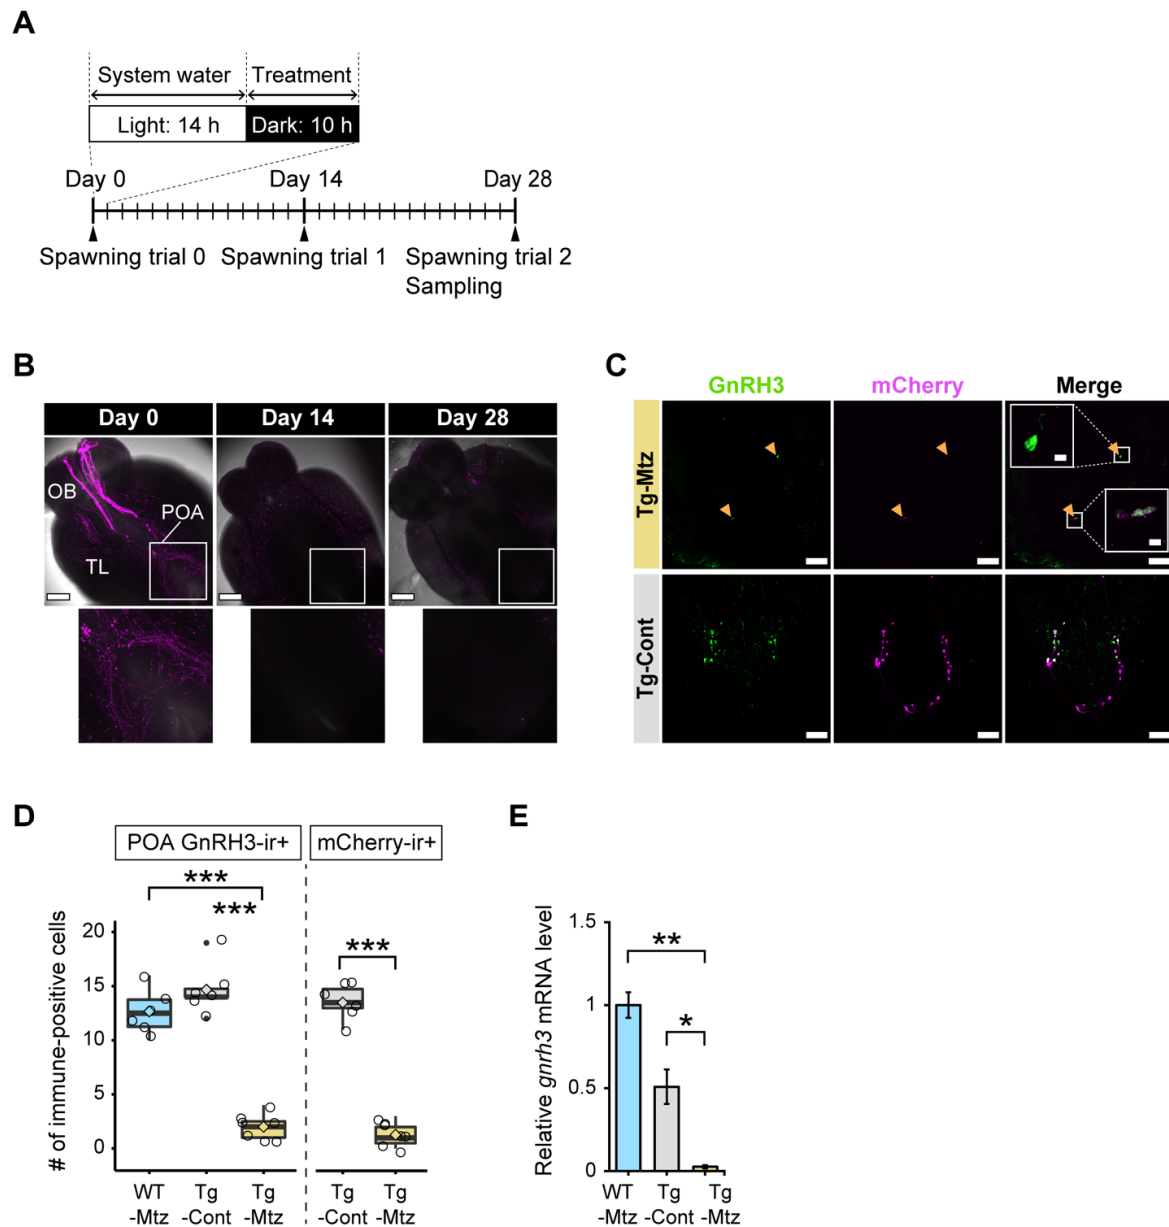 A
System water
Treatment
Light: 14 h
Dark: 10 h
Day 0
Day 14
Day 28
Spawning trial 0
Spawning trial 1
Spawning trial 2
Sampling
B
Day 0
Day 14
Day 28
OB
POA
TL
C
GnRH3
mCherry
Merge
Tg-Mtz
Tg-Cont
D
POA GnRH3-ir+
mCherry-ir+
***
***
***
# of immune-positive cells
20
15
10
5
0
WT
-Mtz
Tg
-Cont
Tg
-Mtz
Tg
-Cont
Tg
-Mtz
E
Relative gnrh3 mRNA level
1.5
1
0.5
0
**
*
WT
-Mtz
Tg
-Cont
Tg
-Mtz